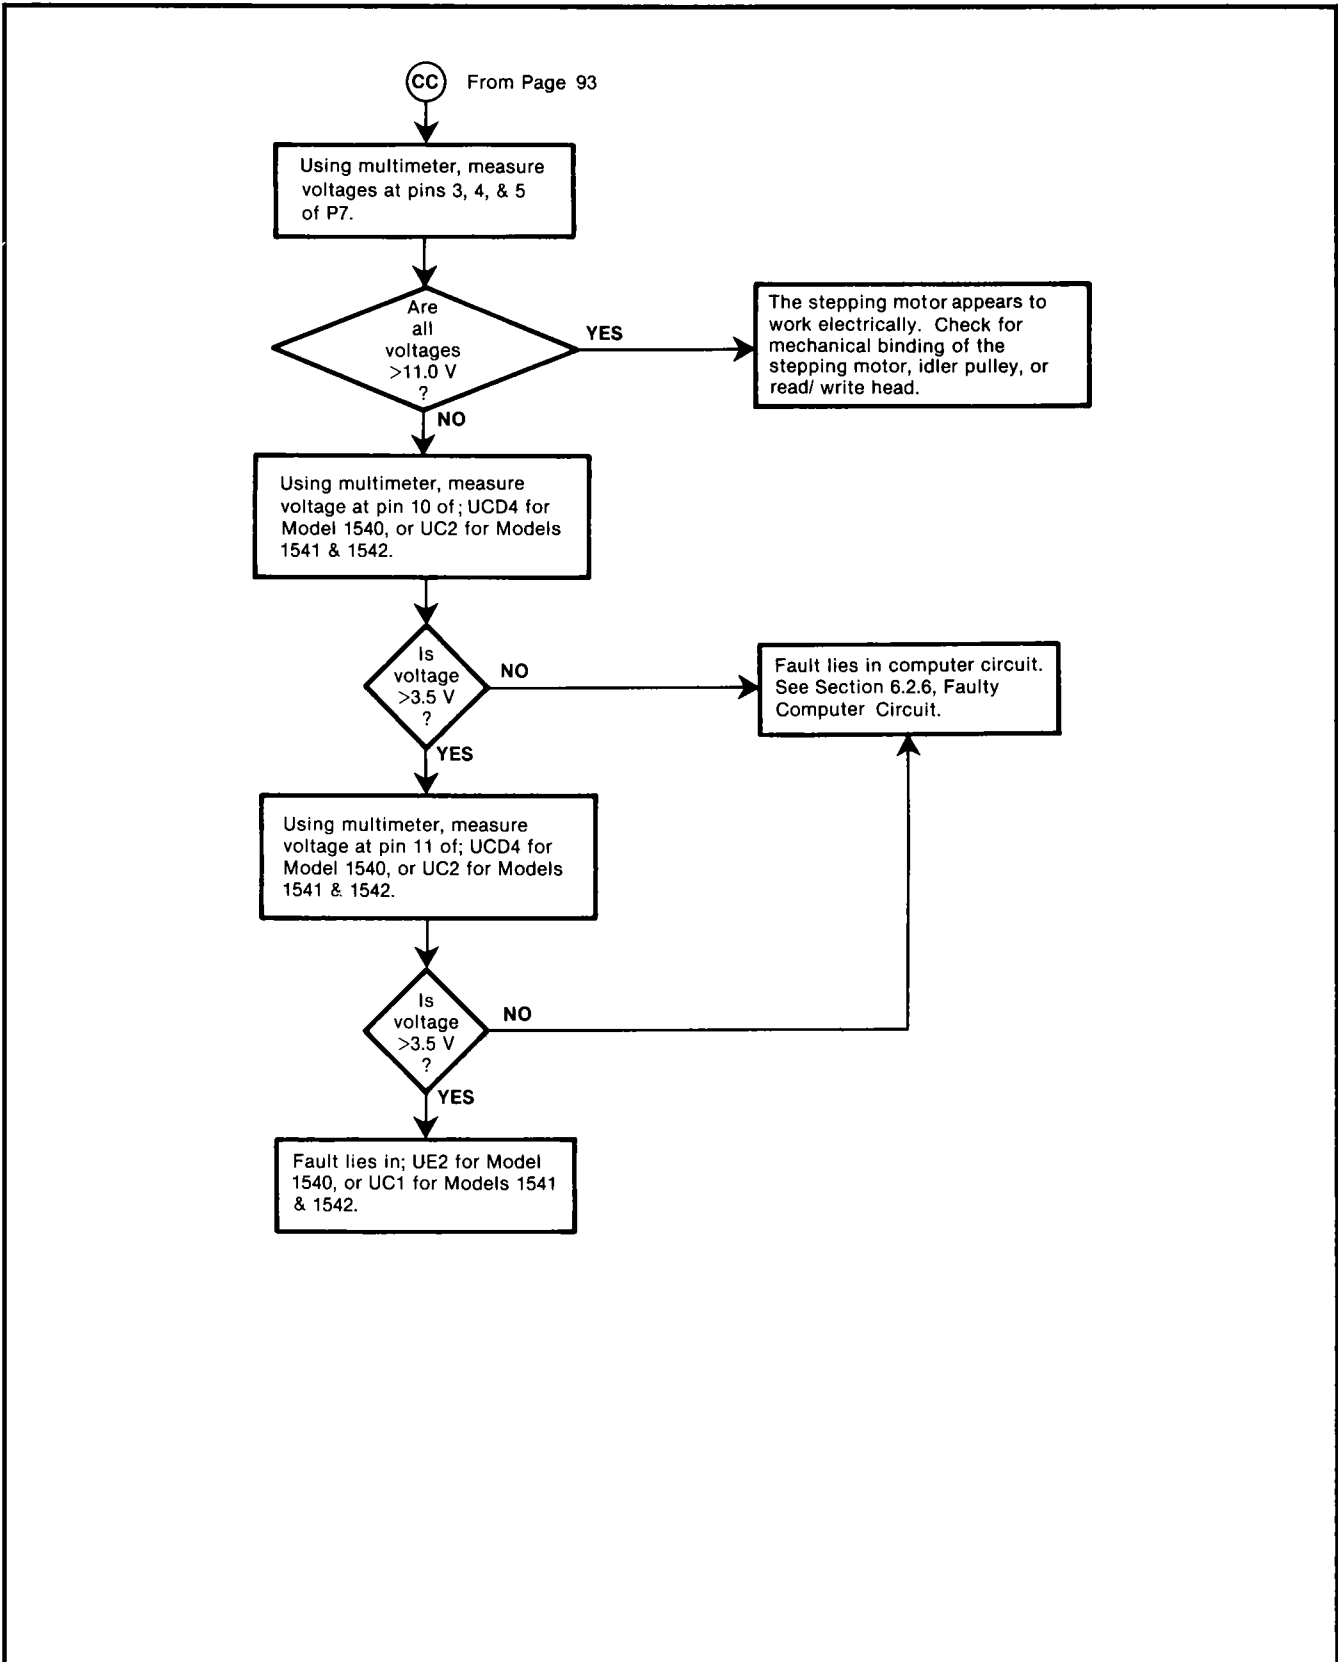 CC From Page 93
Using multimeter, measure
voltages at pins 3, 4, & 5
of P7.
Are
all
voltages
>11.0 V
?
YES
The stepping motor appears to
work electrically. Check for
mechanical binding of the
stepping motor, idler pulley, or
read/ write head.
NO
Using multimeter, measure
voltage at pin 10 of; UCD4 for
Model 1540, or UC2 for Models
1541 & 1542.
Is
voltage
>3.5 V
?
NO
Fault lies in computer circuit.
See Section 6.2.6, Faulty
Computer Circuit.
YES
Using multimeter, measure
voltage at pin 11 of; UCD4 for
Model 1540, or UC2 for Models
1541 & 1542.
Is
voltage
>3.5 V
?
NO
YES
Fault lies in; UE2 for Model
1540, or UC1 for Models 1541
& 1542.